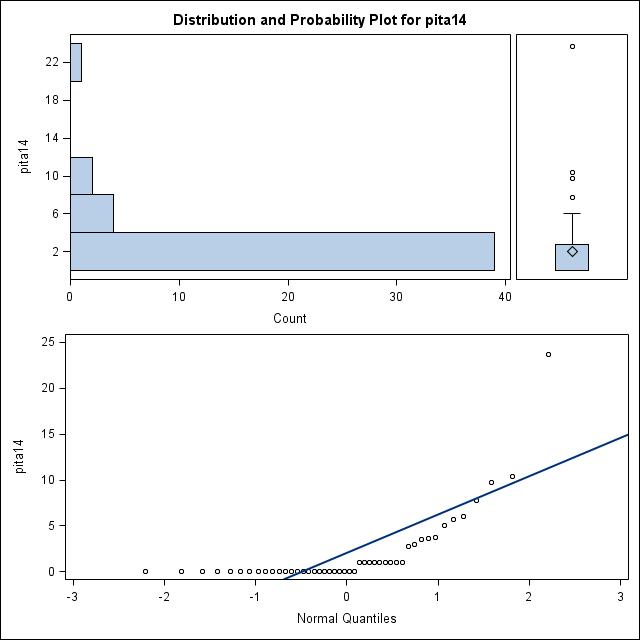 Distribution and Probability Plot for pita14
pita14
22
18
14
10
6
2
0 10 20 30 40
Count
pita14
25
20
15
10
5
0
-3 -2 -1 0 1 2 3
Normal Quantiles